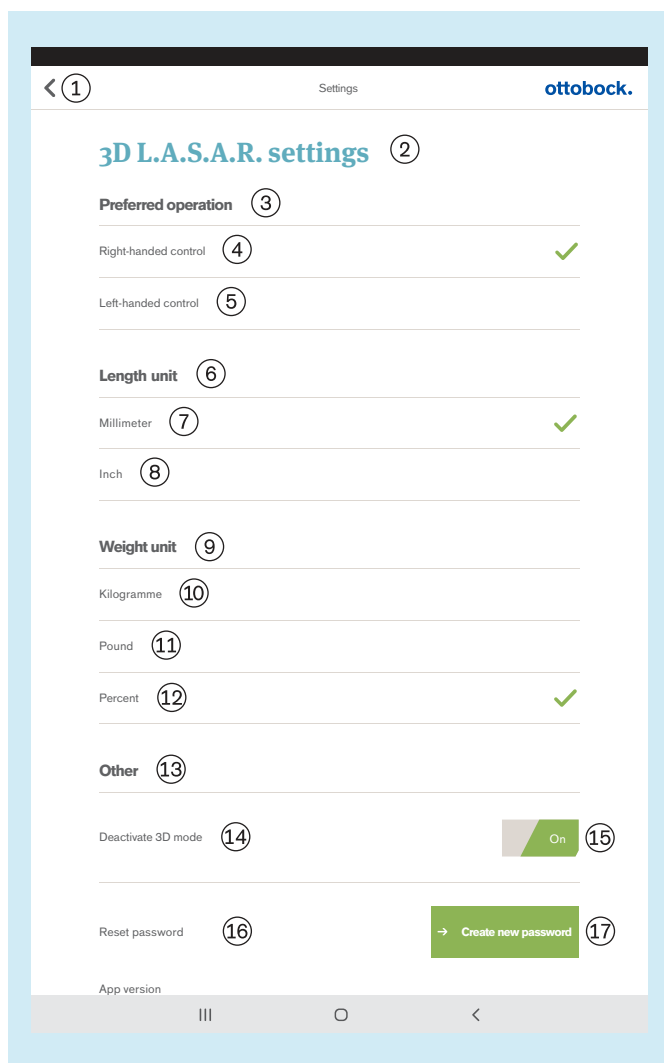 1 Settings ottobock.
3D L.A.S.A.R. settings 2
Preferred operation 3
Right-handed control 4
Left-handed control 5
Length unit 6
Millimeter 7
Inch 8
Weight unit 9
Kilogramme 10
Pound 11
Percent 12
Other 13
Deactivate 3D mode 14 On 15
Reset password 16 Create new password 17
App version